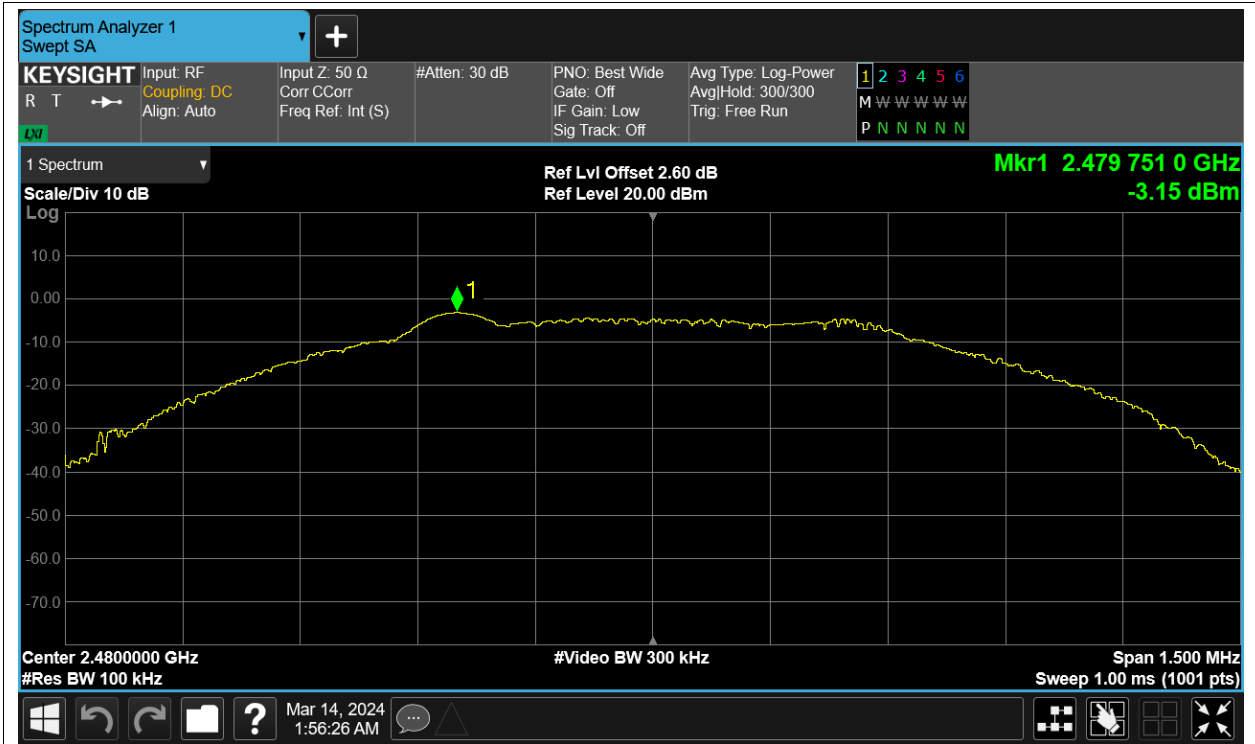 Spectrum Analyzer 1
Swept SA
+
KEYSIGHT
R T
LXI
Input: RF
Coupling: DC
Align: Auto
Input Z: 50 Ω
Corr CCorr
Freq Ref: Int (S)
#Atten: 30 dB
PNO: Best Wide
Gate: Off
IF Gain: Low
Sig Track: Off
Avg Type: Log-Power
Avg|Hold: 300/300
Trig: Free Run
1 2 3 4 5 6
M W W W W W W
P N N N N N N
1 Spectrum
Scale/Div 10 dB
Log
Ref Lvl Offset 2.60 dB
Ref Level 20.00 dBm
Mkr1 2.479 751 0 GHz
-3.15 dBm
10.0
0.00
1
-10.0
-20.0
-30.0
-40.0
-50.0
-60.0
-70.0
Center 2.4800000 GHz
#Res BW 100 kHz
#Video BW 300 kHz
Span 1.500 MHz
Sweep 1.00 ms (1001 pts)
?
Mar 14, 2024
1:56:26 AM